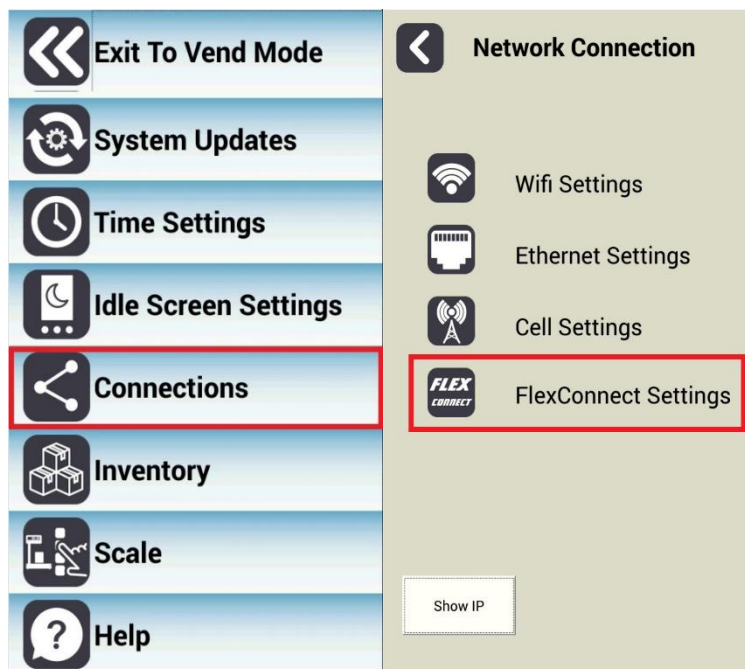 Exit To Vend Mode
System Updates
Time Settings
Idle Screen Settings
Connections
Inventory
Scale
Help
Network Connection
Wifi Settings
Ethernet Settings
Cell Settings
FLEX
CONNECT
FlexConnect Settings
Show IP
?